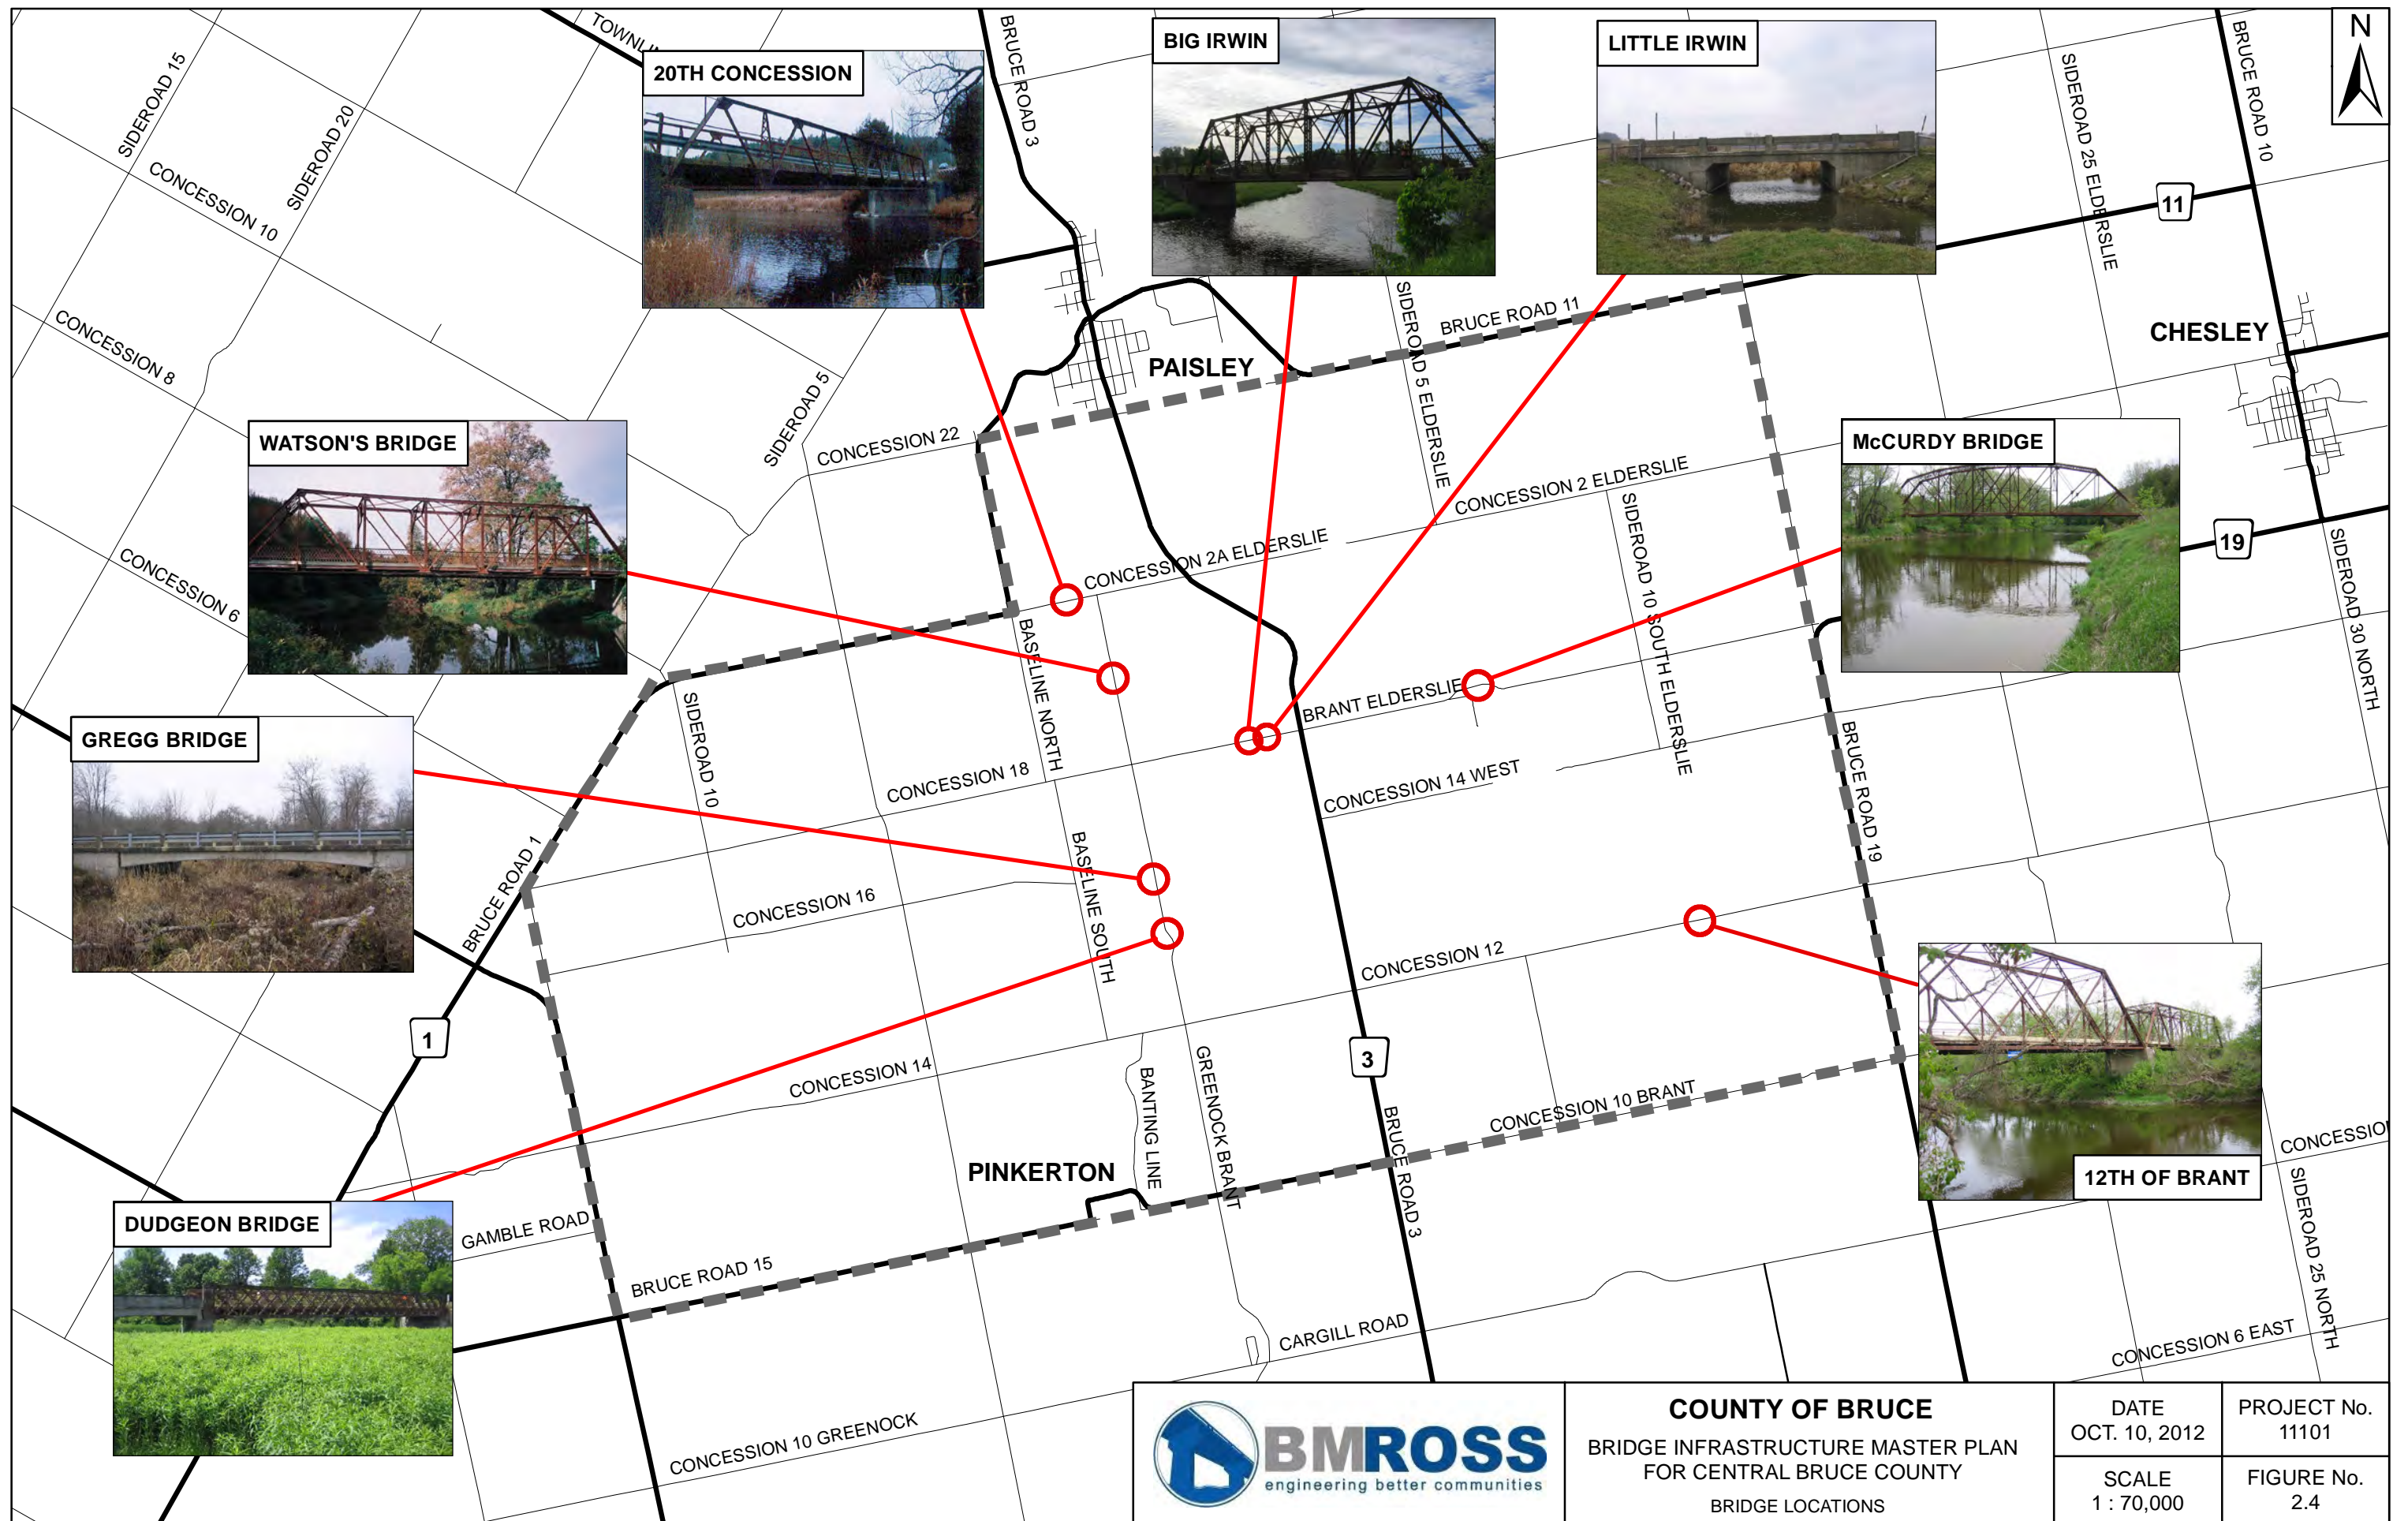 TOWNLI
BRUCE ROAD 3
N
20TH CONCESSION
BIG IRWIN
LITTLE IRWIN
SIDEROAD 15
SIDEROAD 20
CONCESSION 10
SIDEROAD 25 ELDERSLIE
BRUCE ROAD 10
11
CONCESSION 8
SIDEROAD 5
PAISLEY
SIDEROAD 5 ELDERSLIE
BRUCE ROAD 11
CHESLEY
WATSON'S BRIDGE
CONCESSION 22
CONCESSION 2 ELDERSLIE
McCURDY BRIDGE
CONCESSION 6
CONCESSION 2A ELDERSLIE
SIDEROAD 10 SOUTH ELDERSLIE
19
SIDEROAD 30 NORTH
BASELINE NORTH
SIDEROAD 10
BRANT ELDERSLIE
GREGG BRIDGE
CONCESSION 18
CONCESSION 14 WEST
BRUCE ROAD 19
BRUCE ROAD 1
BASELINE SOUTH
CONCESSION 16
CONCESSION 12
1
3
CONCESSION 14
BANTING LINE
GREENOCK BRANT
BRUCE ROAD 3
CONCESSION 10 BRANT
CONCESSIO
PINKERTON
12TH OF BRANT
SIDEROAD 25 NORTH
DUDGEON BRIDGE
GAMBLE ROAD
BRUCE ROAD 15
CARGILL ROAD
CONCESSION 6 EAST
CONCESSION 10 GREENOCK
BMROSS
engineering better communities
COUNTY OF BRUCE
BRIDGE INFRASTRUCTURE MASTER PLAN
FOR CENTRAL BRUCE COUNTY
BRIDGE LOCATIONS
DATE
OCT. 10, 2012
PROJECT No.
11101
SCALE
1 : 70,000
FIGURE No.
2.4